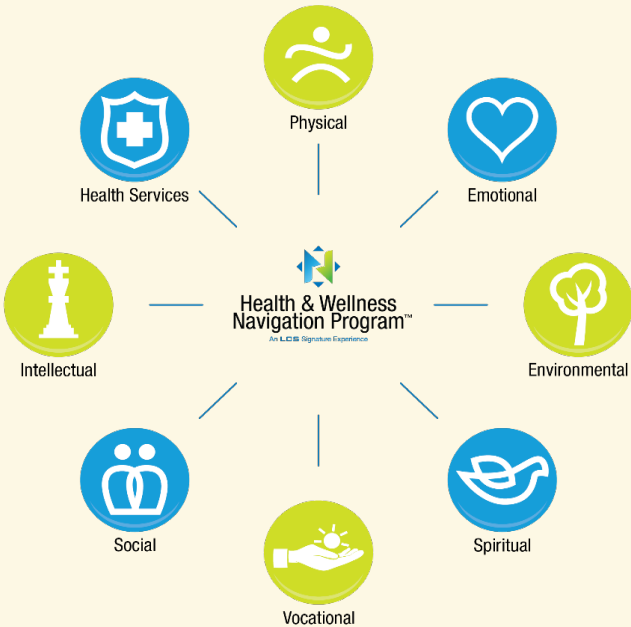 Physical
Health Services
Emotional
Health & Wellness
Navigation Program™
An LCS Signature Experience
Intellectual
Environmental
Social
Spiritual
Vocational